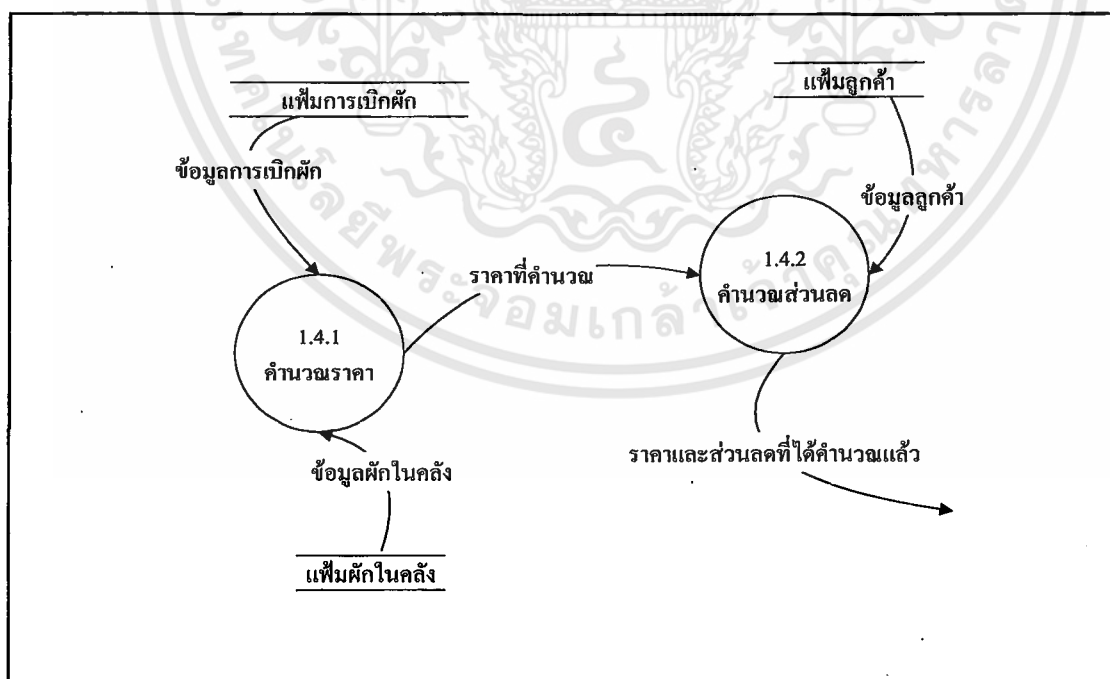 แฟ้มการเบิกผัก
แฟ้มลูกค้า
ข้อมูลการเบิกผัก
ข้อมูลลูกค้า
ราคาที่คำนวณ
1.4.2
คำนวณส่วนลด
1.4.1
คำนวณราคา
ราคาและส่วนลดที่ได้คำนวณแล้ว
ข้อมูลผักในคลัง
แฟ้มผักในคลัง